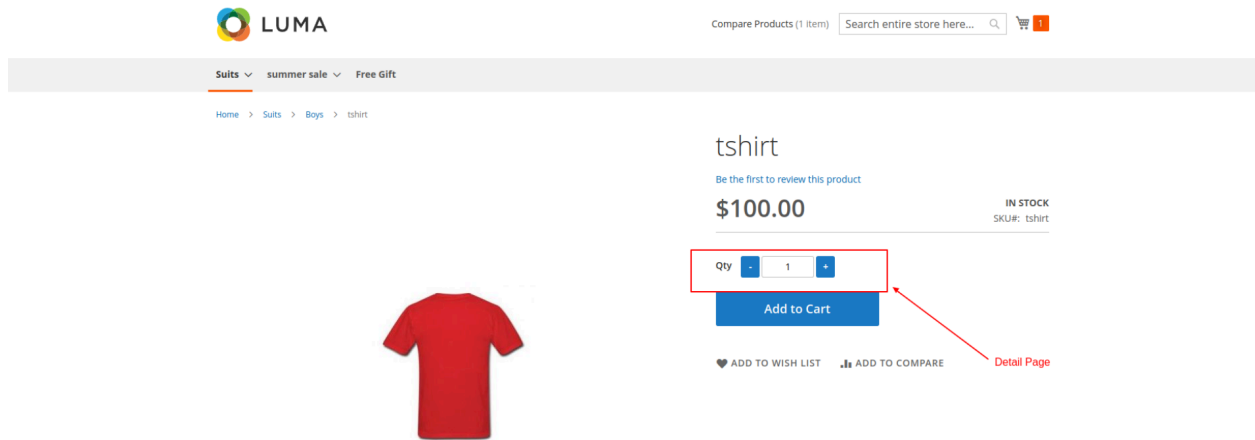 LUMA
Compare Products (1 item)
Search entire store here...
1
Suits
summer sale
Free Gift
Home > Suits > Boys > tshirt
tshirt
Be the first to review this product
$100.00
IN STOCK
SKU#: tshirt
Qty - 1 +
Add to Cart
ADD TO WISH LIST
ADD TO COMPARE
Detail Page